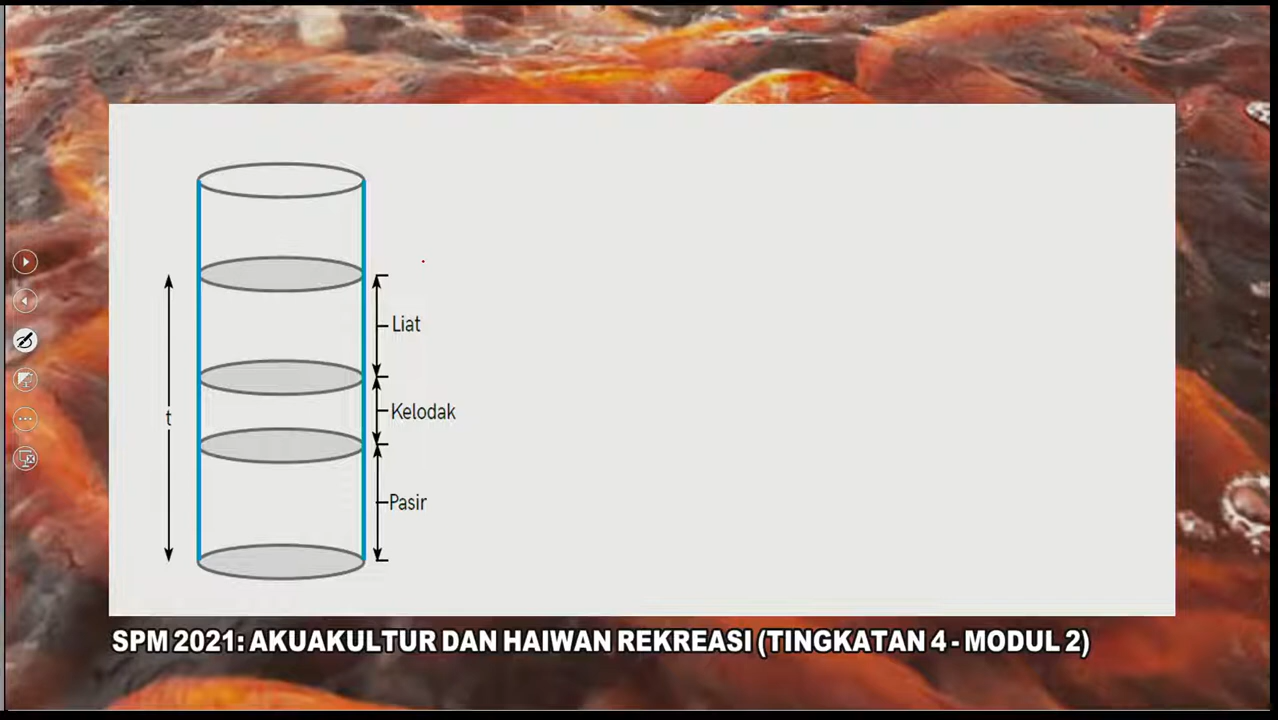 Liat
t
Kelodak
Pasir
SPM 2021: AKUAKULTUR DAN HAIWAN REKREASI (TINGKATAN 4 - MODUL 2)